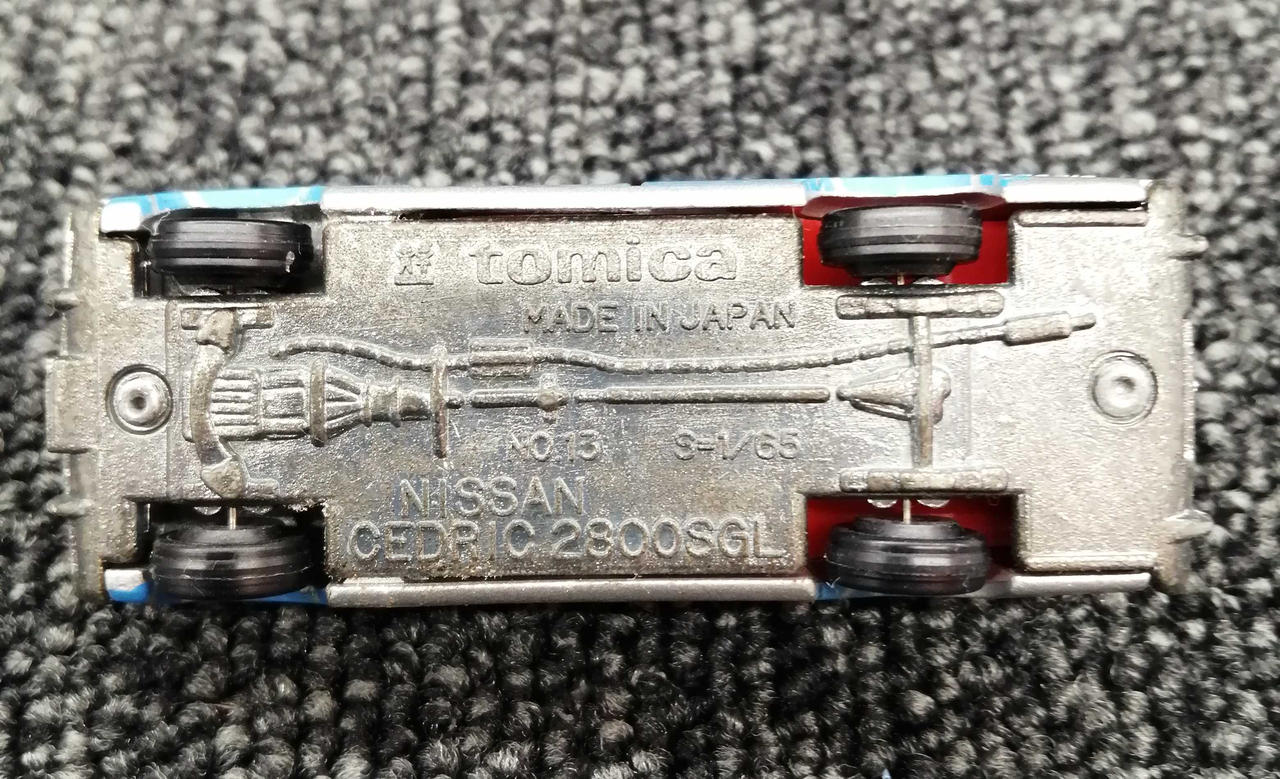 tomica
MADE IN JAPAN
NO 13 S=1/65
NISSAN
CEDRIC 2800SGL